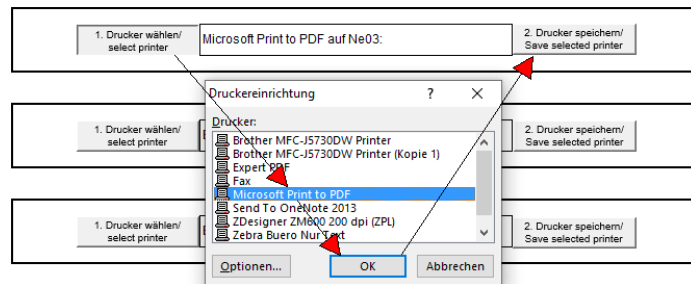 1. Drucker wählen/
select printer
Microsoft Print to PDF auf Ne03:
2. Drucker speichern/
Save selected printer
Druckereinrichtung
?
Drucker:
Brother MFC-J5730DW Printer
Brother MFC-J5730DW Printer (Kopie 1)
Expert PDF
Fax
Microsoft Print to PDF
Send To OneNote 2013
ZDesigner ZM600 200 dpi (ZPL)
Zebra Buero Nur Text
Optionen...
OK
Abbrechen
1. Drucker wählen/
select printer
2. Drucker speichern/
Save selected printer
1. Drucker wählen/
select printer
2. Drucker speichern/
Save selected printer